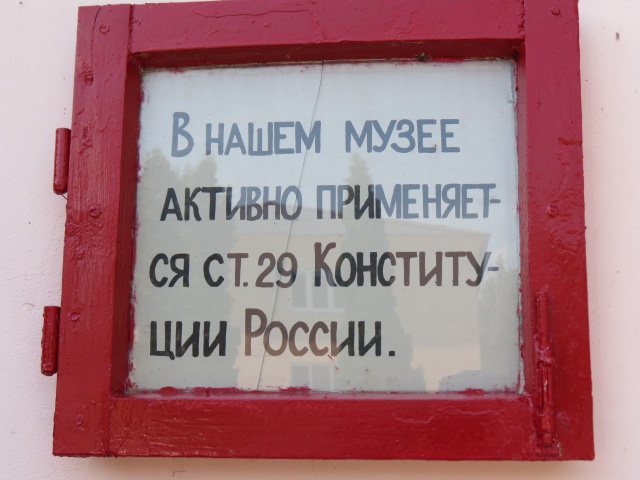 В НАШЕМ МУЗЕЕ
АКТИВНО ПРИМЕНЯЕТ-
СЯ СТ. 29 КОНСТИТУ-
ЦИИ РОССИИ.